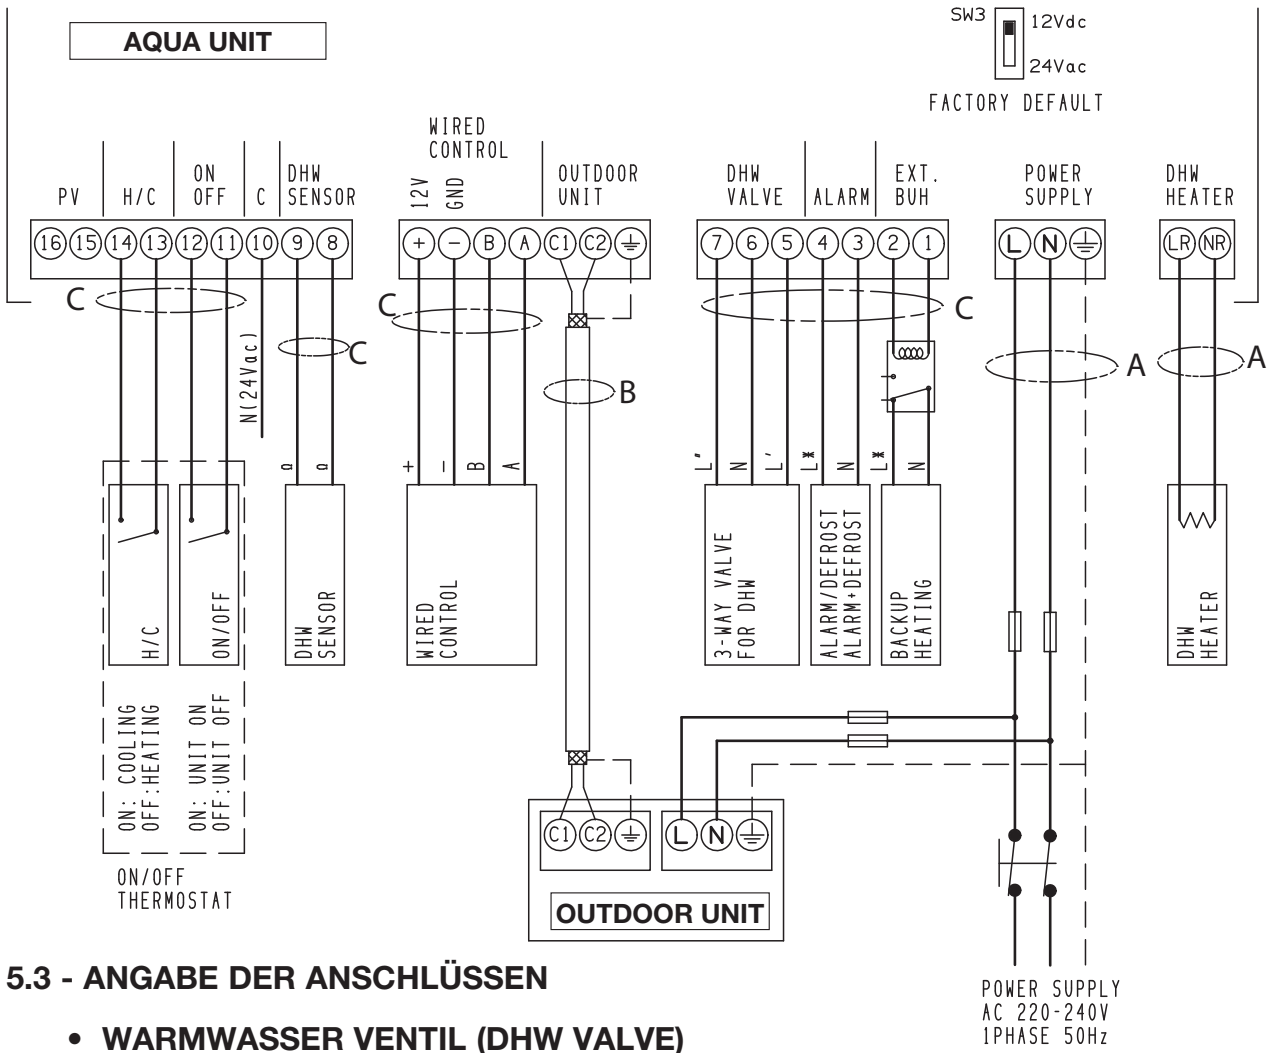 AQUA UNIT
SW3
12Vdc
24Vac
FACTORY DEFAULT
PV
H/C
ON
OFF
C
DHW
SENSOR
WIRED
CONTROL
12V
GND
OUTDOOR
UNIT
DHW
VALVE
ALARM
EXT.
BUH
POWER
SUPPLY
DHW
HEATER
16 15 14 13 12 11 10 9 8
+ - B A C1 C2
7 6 5 4 3 2 1
L N
LR NR
C
C
C
C
B
A
A
N(24Vac)
Ω Ω
+ - B A
L' N L' L* N L* N
H/C
ON/OFF
DHW
SENSOR
WIRED
CONTROL
3-WAY VALVE
FOR DHW
ALARM/DEFROST
ALARM+DEFROST
BACKUP
HEATING
DHW
HEATER
ON: COOLING
OFF:HEATING
ON: UNIT ON
OFF:UNIT OFF
ON/OFF
THERMOSTAT
C1 C2
L N
OUTDOOR UNIT
POWER SUPPLY
AC 220-240V
1PHASE 50Hz
5.3 - ANGABE DER ANSCHLÜSSEN
• WARMWASSER VENTIL (DHW VALVE)